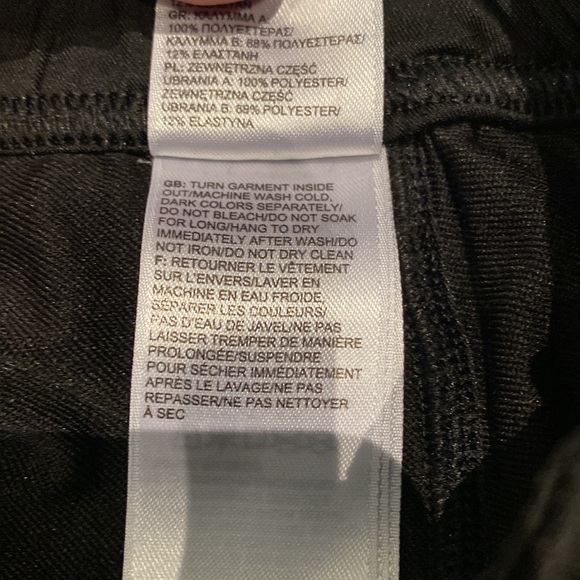 GR: ΚΑΛΥΜΜΑ A:
100% ΠΟΛΥΕΣΤΕΡΑΣ/
ΚΑΛΥΜΜΑ B: 88% ΠΟΛΥΕΣΤΕΡΑΣ/
12% ΕΛΑΣΤΑΝΗ
PL: ZEWNĘTRZNA CZĘŚĆ
UBRANIA A: 100% POLYESTER/
ZEWNĘTRZNA CZĘŚĆ
UBRANIA B: POLYESTER/
ELASTYNA
GB: TURN GARMENT INSIDE
OUT/MACHINE WASH COLD,
DARK COLORS SEPARATELY/
DO NOT BLEACH/DO NOT SOAK
FOR LONG/HANG TO DRY
IMMEDIATELY AFTER WASH/DO
NOT IRON/DO NOT DRY CLEAN
F: RETOURNER LE VÊTEMENT
SUR L'ENVERS/LAVER EN
MACHINE EN EAU FROIDE,
SÉPARER LES COULEURS/
PAS D'EAU DE JAVEL/NE PAS
LAISSER TREMPER DE MANIÈRE
PROLONGÉE/SUSPENDRE
POUR SÉCHER IMMÉDIATEMENT
APRÈS LE LAVAGE/NE PAS
REPASSER/NE PAS NETTOYER
À SEC